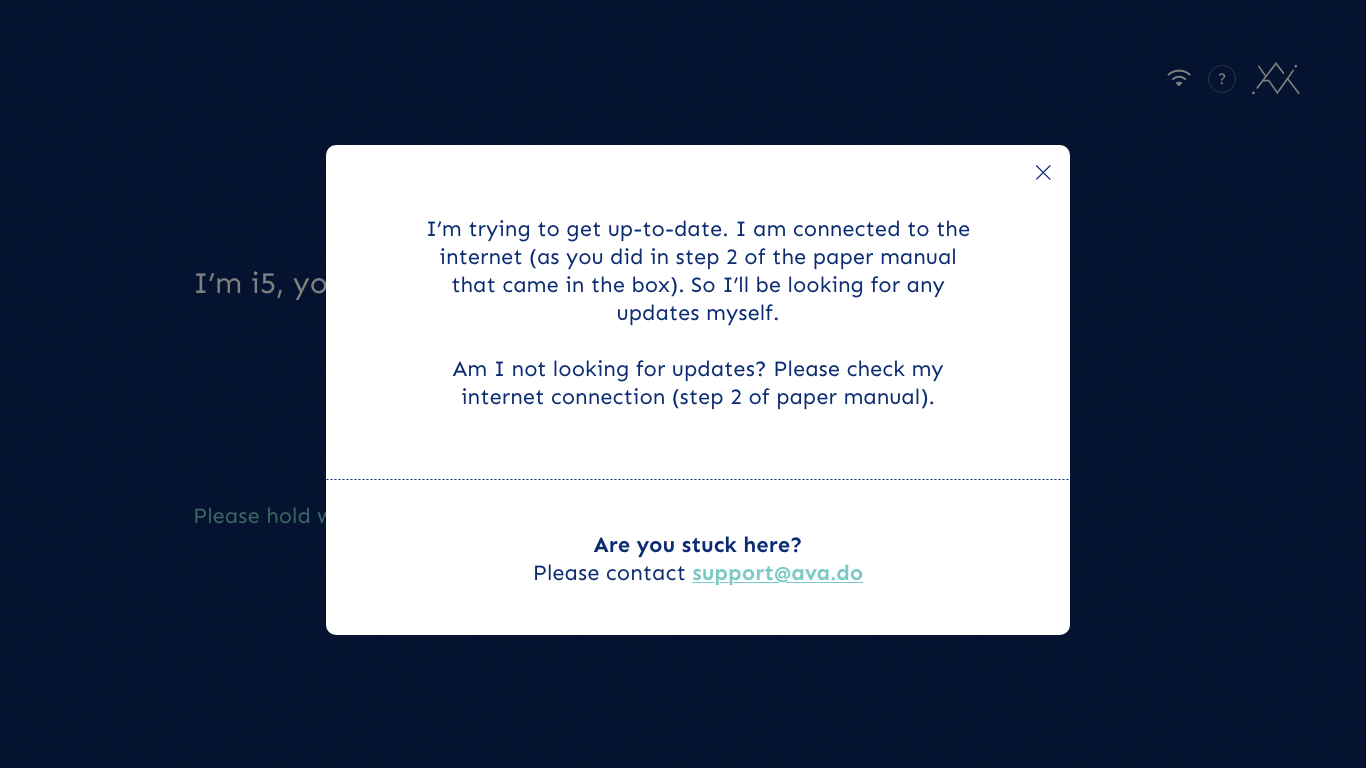 ?
I’m i5, yo
I’m trying to get up-to-date. I am connected to the
internet (as you did in step 2 of the paper manual
that came in the box). So I’ll be looking for any
updates myself.
Am I not looking for updates? Please check my
internet connection (step 2 of paper manual).
Please hold w
Are you stuck here?
Please contact support@ava.do